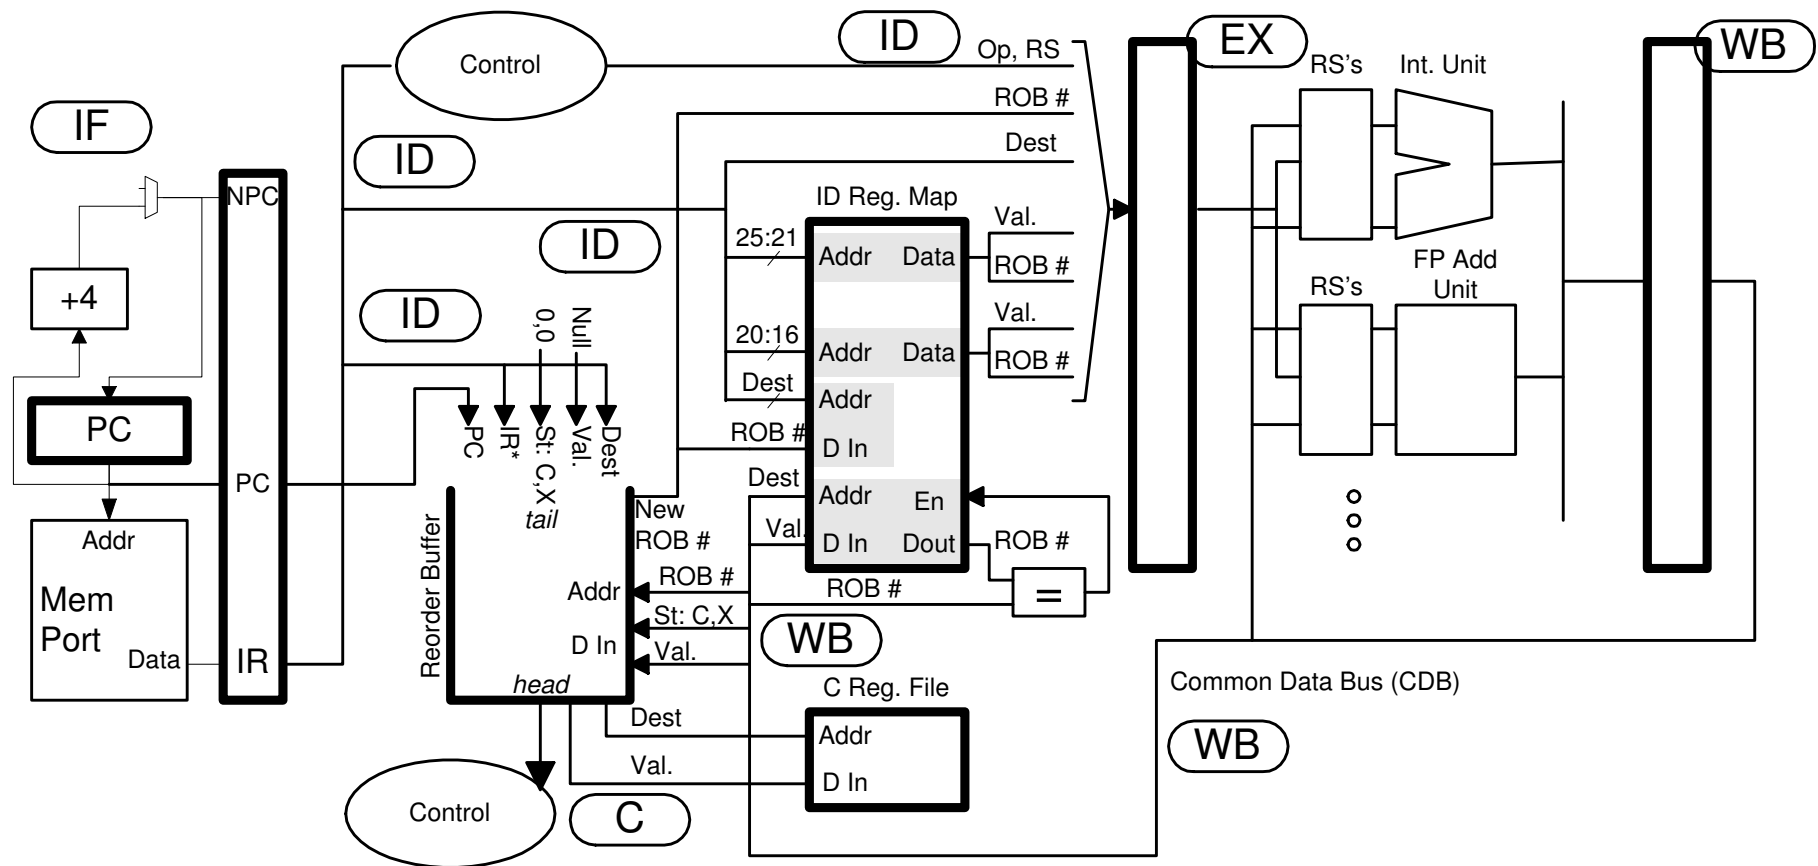 ID
EX
WB
Op, RS
Control
RS's
Int. Unit
ROB #
IF
Dest
ID
ID Reg. Map
NPC
Val.
25:21
Addr
Data
ROB #
ID
FP Add
Unit
RS's
+4
ID
0,0
Null
Val.
20:16
Addr
Data
ROB #
Dest
Addr
PC
ROB #
D In
PC
IR*
St: C,X
Val.
Dest
tail
PC
Dest
Addr
En
New
ROB #
Val.
D In
Dout
ROB #
Addr
Mem
Port
Data
IR
Reorder Buffer
Addr
ROB #
ROB #
=
St: C,X
WB
D In
Val.
head
C Reg. File
Common Data Bus (CDB)
Dest
Addr
WB
Val.
D In
Control
C